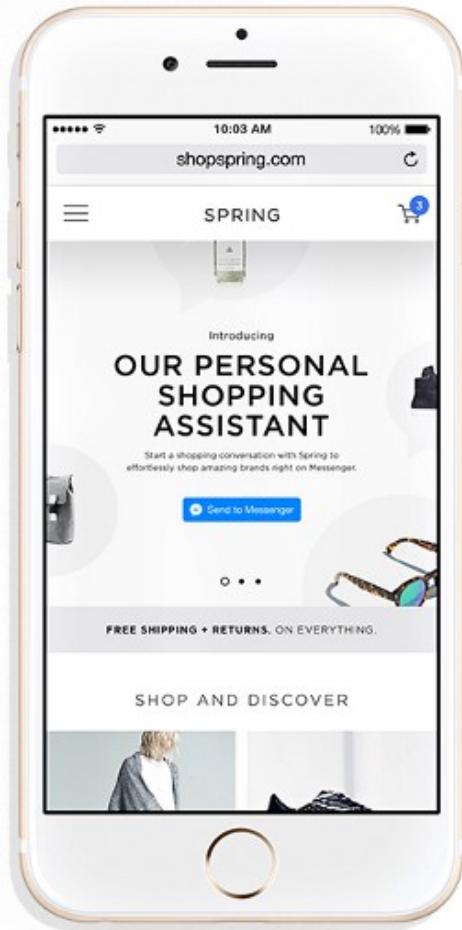 10:03 AM
100%
shopspring.com
SPRING
3
Introducing
OUR PERSONAL
SHOPPING
ASSISTANT
Start a shopping conversation with Spring to
effortlessly shop amazing brands right on Messenger.
Send to Messenger
FREE SHIPPING + RETURNS. ON EVERYTHING.
SHOP AND DISCOVER